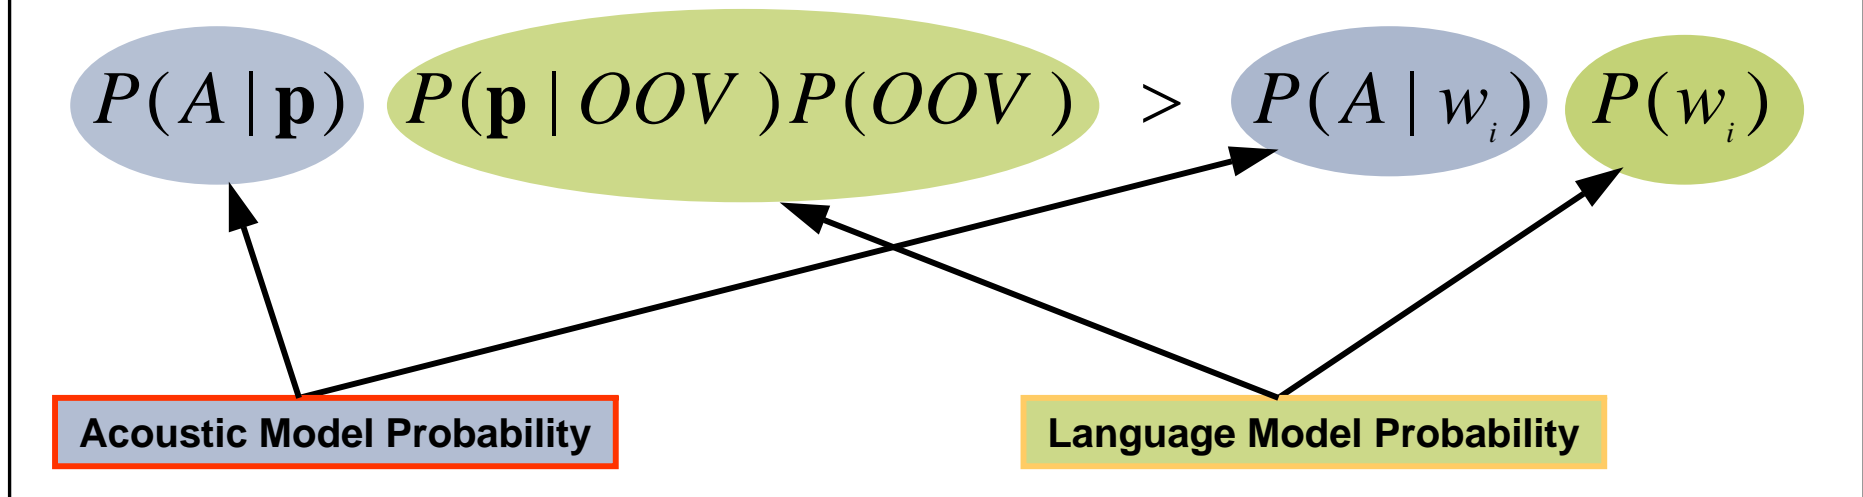 P(A | p) P(p | OOV)P(OOV) > P(A | w_i) P(w_i)
Acoustic Model Probability
Language Model Probability